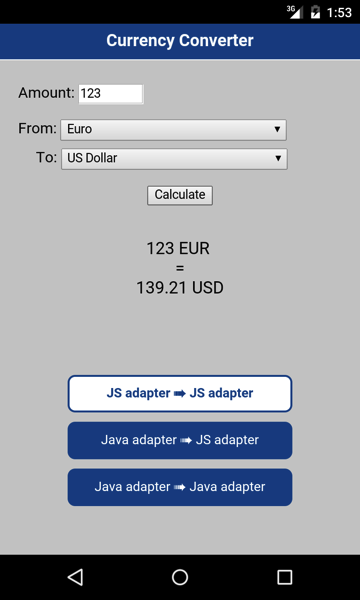 3G 1:53
Currency Converter
Amount: 123
From: Euro
To: US Dollar
Calculate
123 EUR
=
139.21 USD
JS adapter ➠ JS adapter
Java adapter ➠ JS adapter
Java adapter ➠ Java adapter